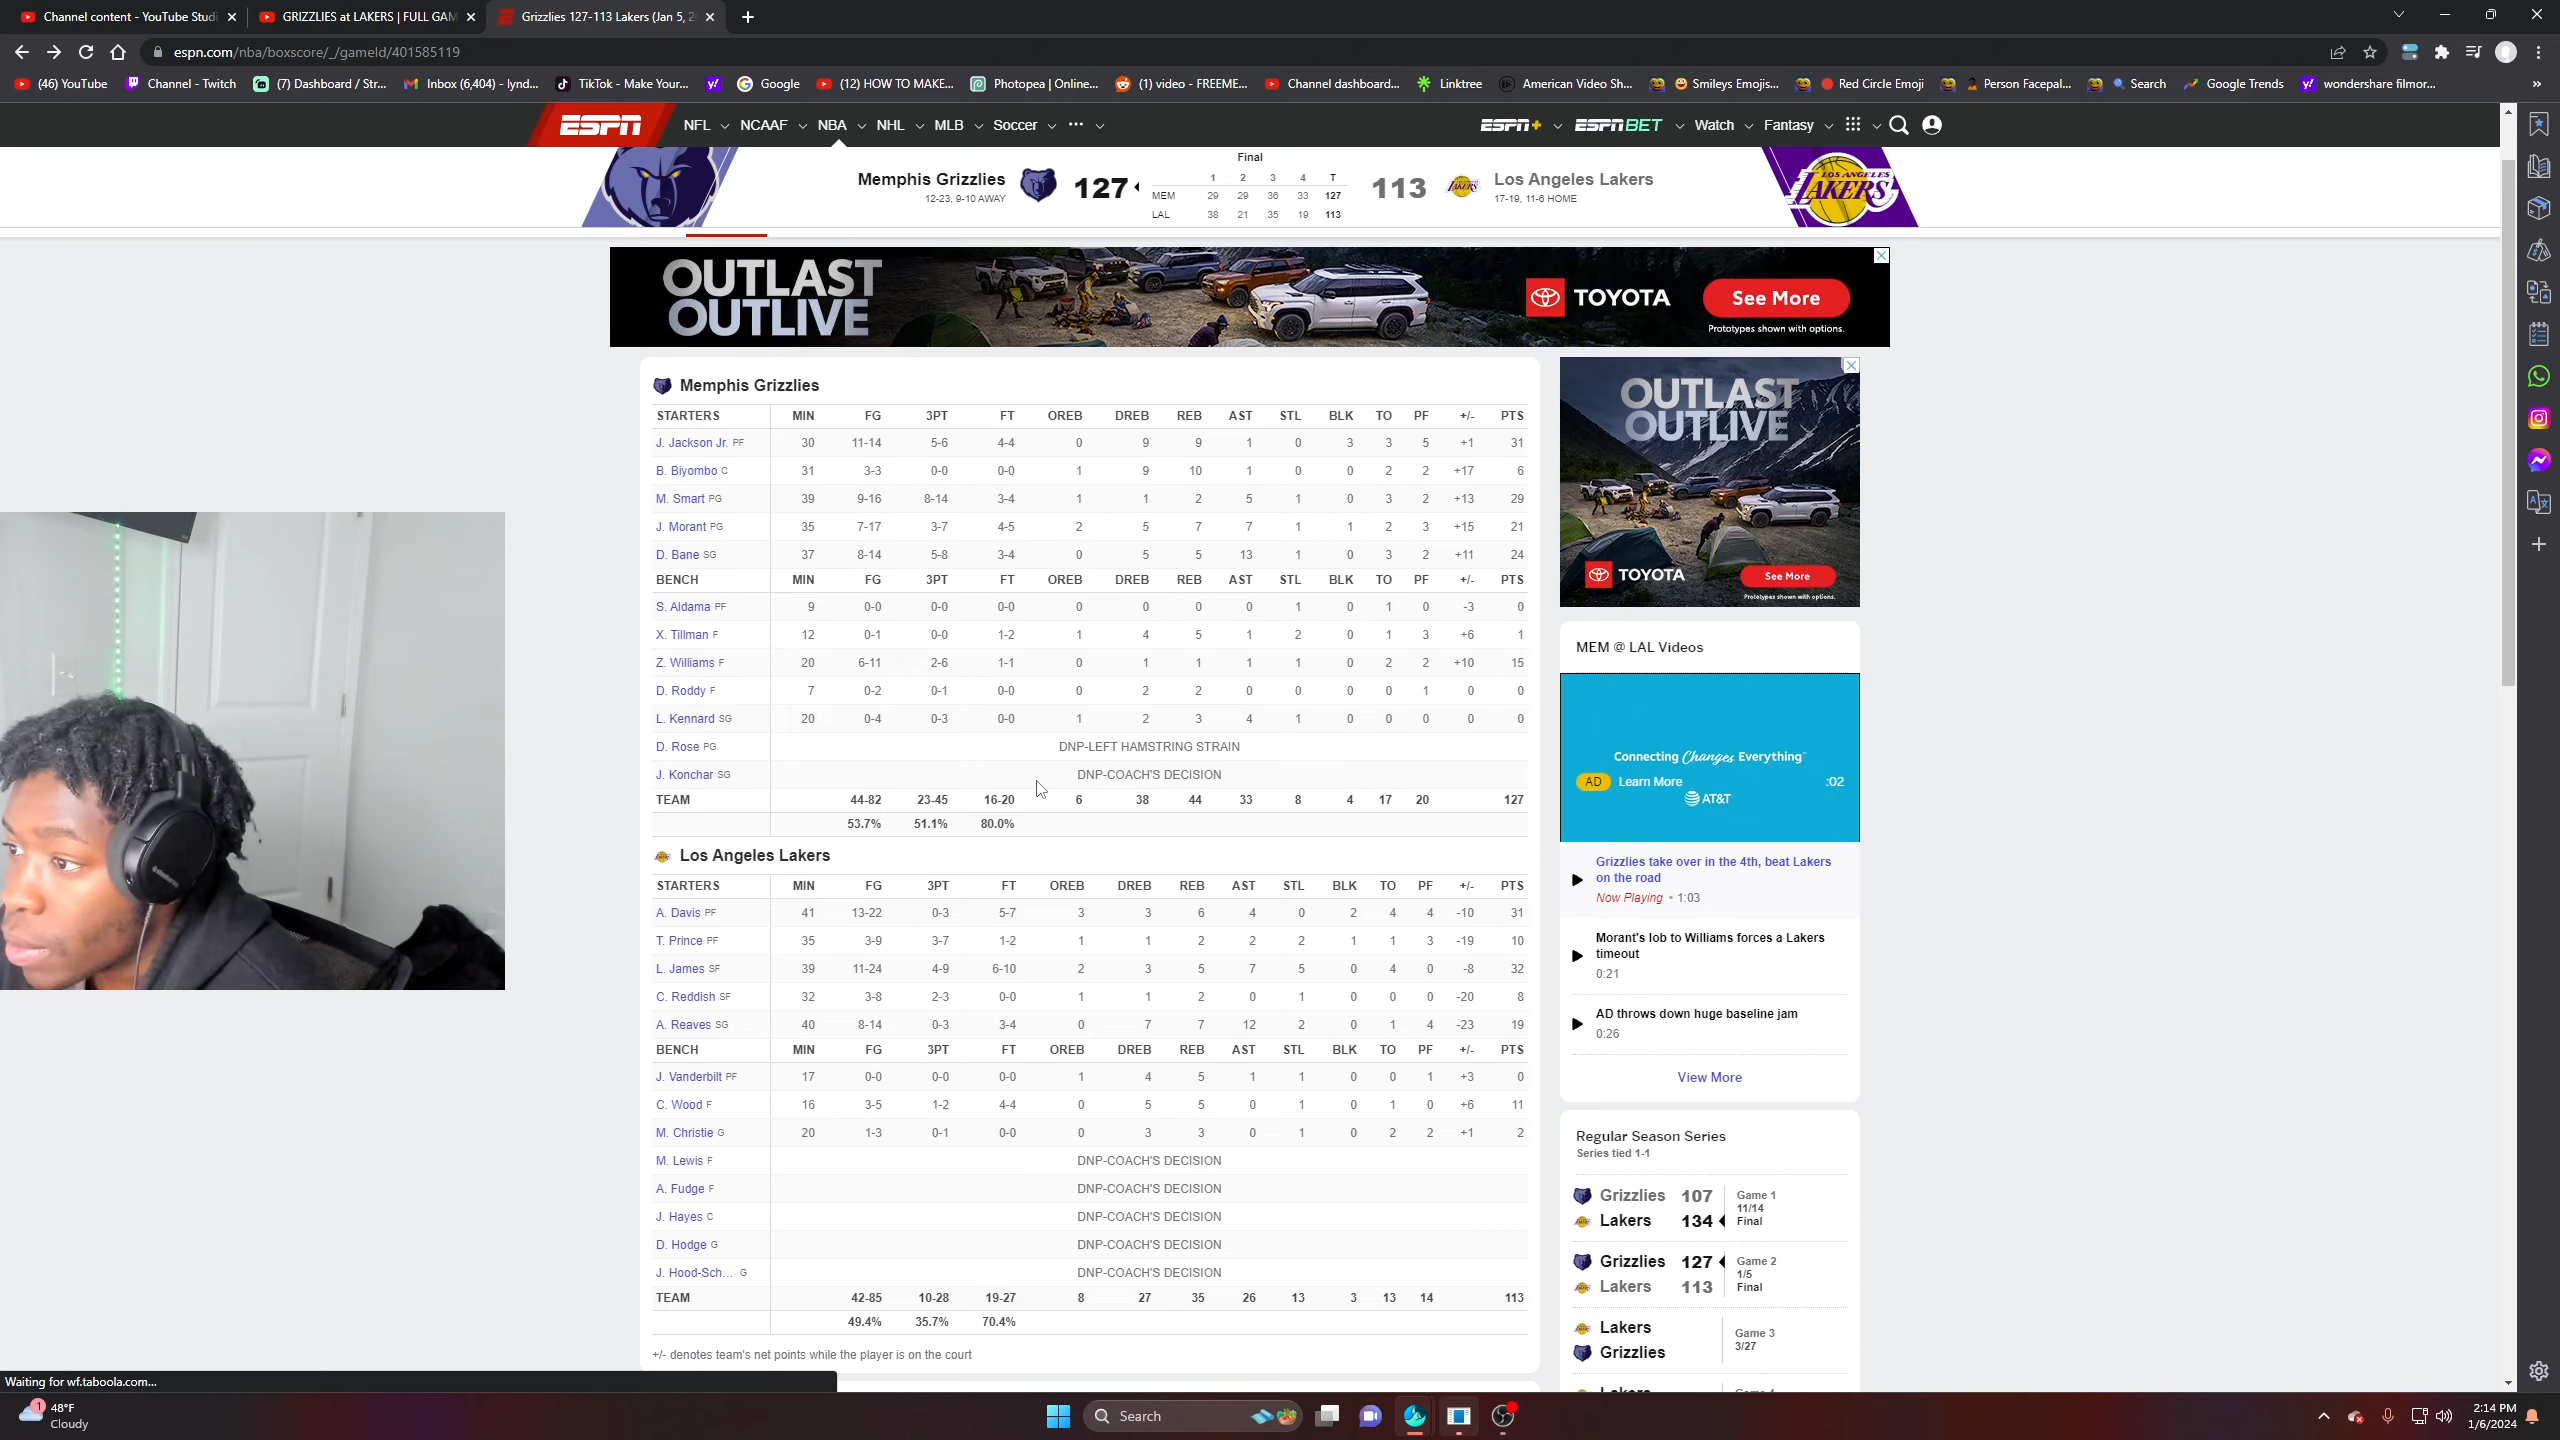 Channel content - YouTube Studi
GRIZZLIES at LAKERS | FULL GAM
Grizzlies 127-113 Lakers (Jan 5, 2
espn.com/nba/boxscore/_/gameId/401585119
(46) YouTube
Channel - Twitch
(7) Dashboard / Str...
Inbox (6,404) - lynd...
TikTok - Make Your...
Google
(12) HOW TO MAKE...
Photopea | Online...
(1) video - FREEME...
Channel dashboard...
Linktree
American Video Sh...
Smileys Emojis...
Red Circle Emoji
Person Facepal...
Search
Google Trends
wondershare filmor...
ESPN NFL NCAAF NBA NHL MLB Soccer ••• ESPN+ ESPN BET Watch Fantasy
Final
Memphis Grizzlies 127 113 Los Angeles Lakers
12-23, 9-10 AWAY 17-19, 11-6 HOME
1 2 3 4 T
MEM 29 29 36 33 127
LAL 38 21 35 19 113
LOS ANGELES
LAKERS
OUTLAST
OUTLIVE
TOYOTA
See More
Prototypes shown with options.
Memphis Grizzlies
STARTERS MIN FG 3PT FT OREB DREB REB AST STL BLK TO PF +/- PTS
J. Jackson Jr. PF 30 11-14 5-6 4-4 0 9 9 1 0 3 3 5 +1 31
B. Biyombo C 31 3-3 0-0 0-0 1 9 10 1 0 0 2 2 +17 6
M. Smart PG 39 9-16 8-14 3-4 1 1 2 5 1 0 3 2 +13 29
J. Morant PG 35 7-17 3-7 4-5 2 5 7 7 1 1 2 3 +15 21
D. Bane SG 37 8-14 5-8 3-4 0 5 5 13 1 0 3 2 +11 24
BENCH MIN FG 3PT FT OREB DREB REB AST STL BLK TO PF +/- PTS
S. Aldama PF 9 0-0 0-0 0-0 0 0 0 0 1 0 1 0 -3 0
X. Tillman F 12 0-1 0-0 1-2 1 4 5 1 2 0 1 3 +6 1
Z. Williams F 20 6-11 2-6 1-1 0 1 1 1 1 0 2 2 +10 15
D. Roddy F 7 0-2 0-1 0-0 0 2 2 0 0 0 0 1 0 0
L. Kennard SG 20 0-4 0-3 0-0 1 2 3 4 1 0 0 0 0 0
D. Rose PG DNP-LEFT HAMSTRING STRAIN
J. Konchar SG DNP-COACH'S DECISION
TEAM 44-82 23-45 16-20 6 38 44 33 8 4 17 20 127
53.7% 51.1% 80.0%
Los Angeles Lakers
STARTERS MIN FG 3PT FT OREB DREB REB AST STL BLK TO PF +/- PTS
A. Davis PF 41 13-22 0-3 5-7 3 3 6 4 0 2 4 4 -10 31
T. Prince PF 35 3-9 3-7 1-2 1 1 2 2 2 1 1 3 -19 10
L. James SF 39 11-24 4-9 6-10 2 3 5 7 5 0 4 0 -8 32
C. Reddish SF 32 3-8 2-3 0-0 1 1 2 0 1 0 0 0 -20 8
A. Reaves SG 40 8-14 0-3 3-4 0 7 7 12 2 0 1 4 -23 19
BENCH MIN FG 3PT FT OREB DREB REB AST STL BLK TO PF +/- PTS
J. Vanderbilt PF 17 0-0 0-0 0-0 1 4 5 1 1 0 0 1 +3 0
C. Wood F 16 3-5 1-2 4-4 0 5 5 0 1 0 1 0 +6 11
M. Christie G 20 1-3 0-1 0-0 0 3 3 0 1 0 2 2 +1 2
M. Lewis F DNP-COACH'S DECISION
A. Fudge F DNP-COACH'S DECISION
J. Hayes C DNP-COACH'S DECISION
D. Hodge G DNP-COACH'S DECISION
J. Hood-Sch... G DNP-COACH'S DECISION
TEAM 42-85 10-28 19-27 8 27 35 26 13 3 13 14 113
49.4% 35.7% 70.4%
+/- denotes team's net points while the player is on the court
OUTLAST
OUTLIVE
TOYOTA
See More
Prototypes shown with options.
MEM @ LAL Videos
Connecting Changes Everything
AD Learn More :02
AT&T
Grizzlies take over in the 4th, beat Lakers
on the road
Now Playing • 1:03
Morant's lob to Williams forces a Lakers
timeout
0:21
AD throws down huge baseline jam
0:26
View More
Regular Season Series
Series tied 1-1
Grizzlies 107
Lakers 134
Game 1
11/14
Final
Grizzlies 127
Lakers 113
Game 2
1/5
Final
Lakers
Grizzlies
Game 3
3/27
Waiting for wf.taboola.com...
1
48°F
Cloudy
Search
2:14 PM
1/6/2024